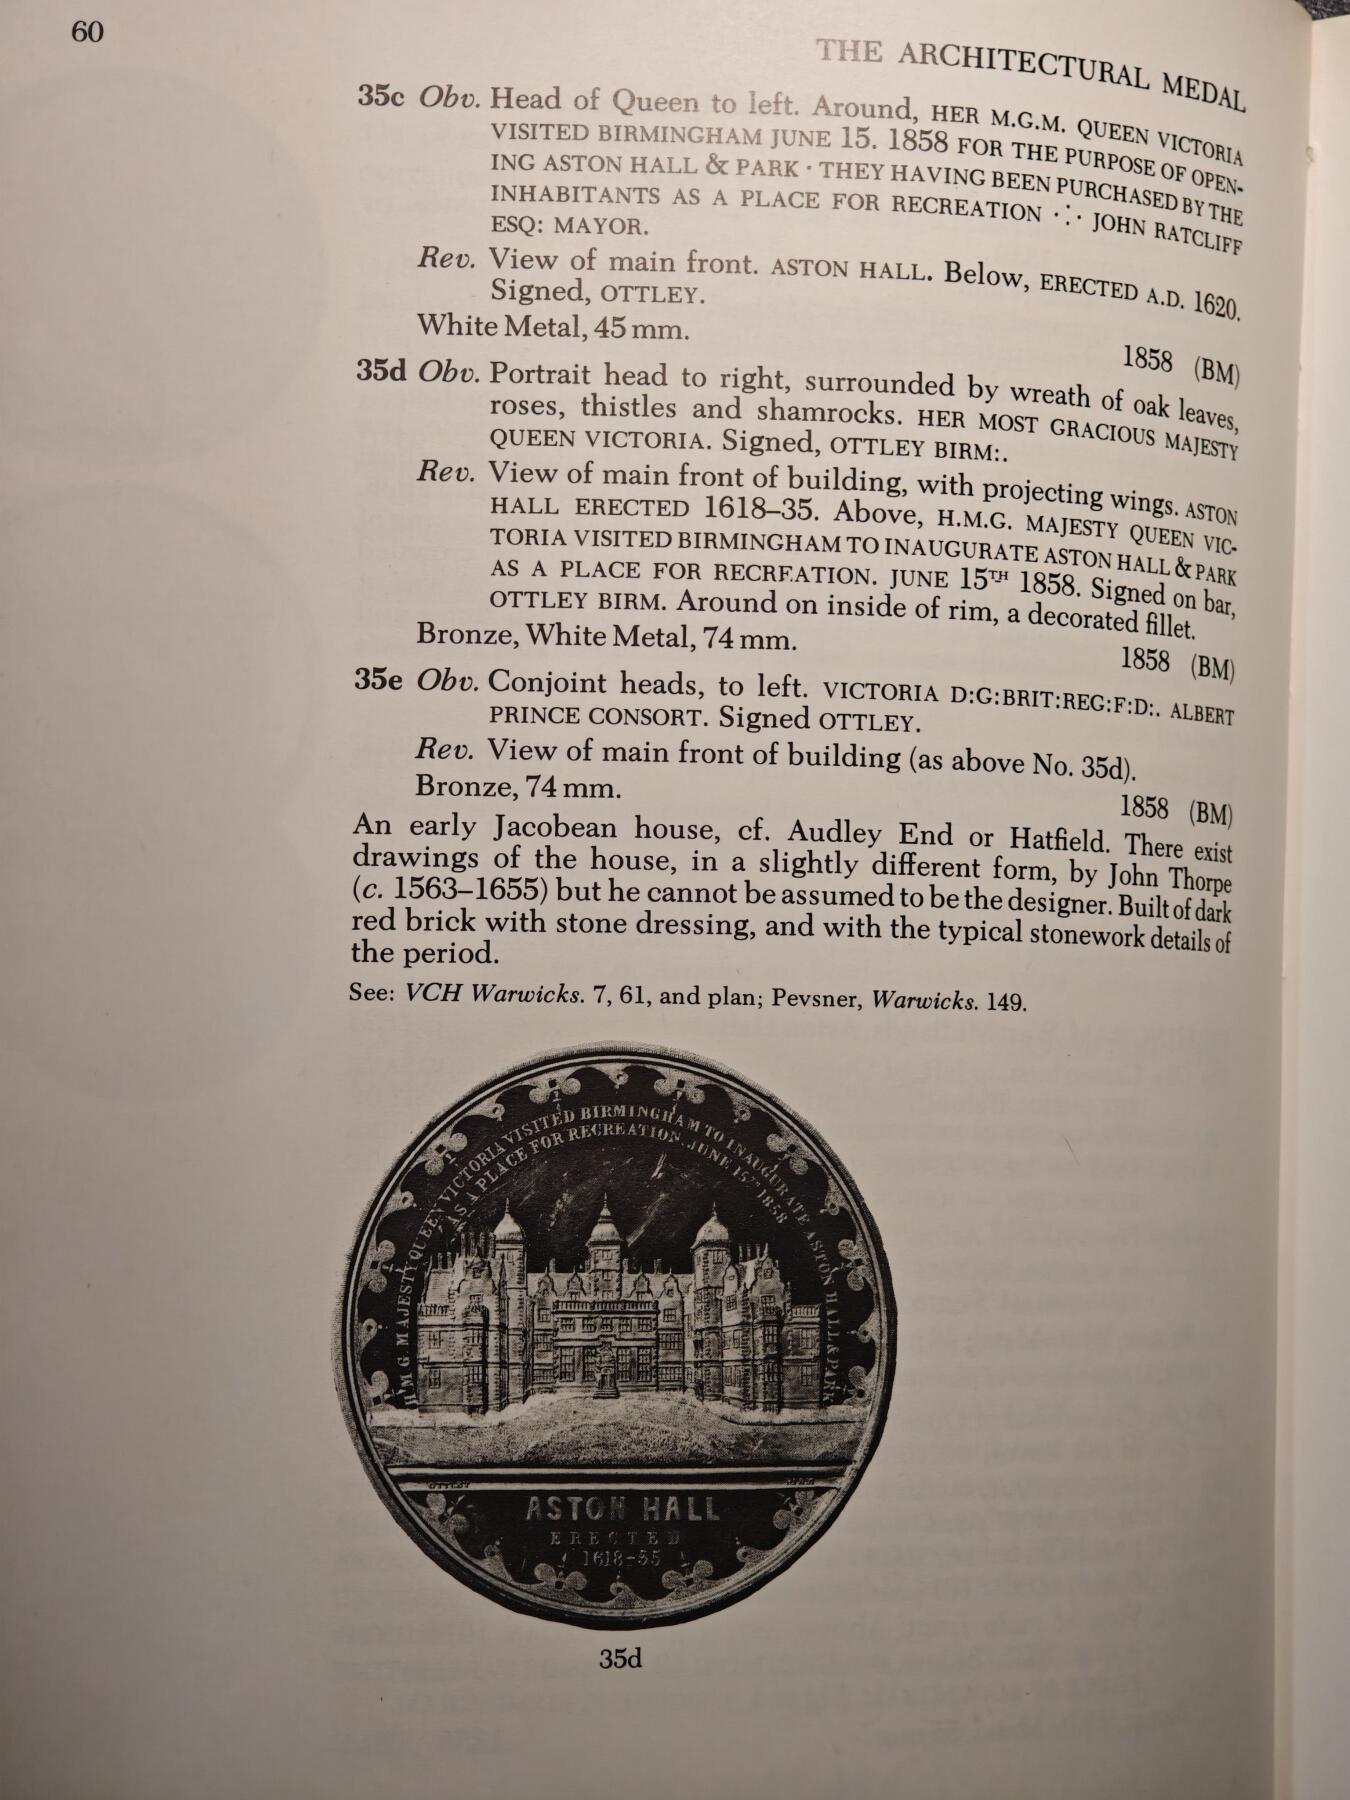 60
THE ARCHITECTURAL MEDAL
35c Obv. Head of Queen to left. Around, HER M.G.M. QUEEN VICTORIA
VISITED BIRMINGHAM JUNE 15. 1858 FOR THE PURPOSE OF OPEN-
ING ASTON HALL & PARK · THEY HAVING BEEN PURCHASED BY THE
INHABITANTS AS A PLACE FOR RECREATION ·:· JOHN RATCLIFF
ESQ: MAYOR.
Rev. View of main front. ASTON HALL. Below, ERECTED A.D. 1620.
Signed, OTTLEY.
White Metal, 45 mm.
1858 (BM)
35d Obv. Portrait head to right, surrounded by wreath of oak leaves,
roses, thistles and shamrocks. HER MOST GRACIOUS MAJESTY
QUEEN VICTORIA. Signed, OTTLEY BIRM:.
Rev. View of main front of building, with projecting wings. ASTON
HALL ERECTED 1618–35. Above, H.M.G. MAJESTY QUEEN VIC-
TORIA VISITED BIRMINGHAM TO INAUGURATE ASTON HALL & PARK
AS A PLACE FOR RECREATION. JUNE 15TH 1858. Signed on bar,
OTTLEY BIRM. Around on inside of rim, a decorated fillet.
Bronze, White Metal, 74 mm.
1858 (BM)
35e Obv. Conjoint heads, to left. VICTORIA D:G:BRIT:REG:F:D:. ALBERT
PRINCE CONSORT. Signed OTTLEY.
Rev. View of main front of building (as above No. 35d).
Bronze, 74 mm.
1858 (BM)
An early Jacobean house, cf. Audley End or Hatfield. There exist
drawings of the house, in a slightly different form, by John Thorpe
(c. 1563–1655) but he cannot be assumed to be the designer. Built of dark
red brick with stone dressing, and with the typical stonework details of
the period.
See: VCH Warwicks. 7, 61, and plan; Pevsner, Warwicks. 149.
H.M.G MAJESTY QUEEN VICTORIA VISITED BIRMINGHAM TO INAUGURATE ASTON HALL & PARK
AS A PLACE FOR RECREATION. JUNE 15TH 1858
OTTLEY
ASTON HALL
ERECTED
1618–35
35d